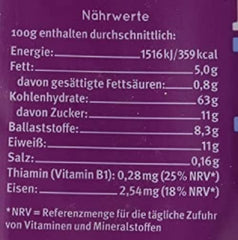 Nährwerte
100g enthalten durchschnittlich:
Energie: 1516 kJ/359 kcal
Fett: 5,0g
davon gesättigte Fettsäuren: 0,8g
Kohlenhydrate: 63g
davon Zucker: 11g
Ballaststoffe: 8,3g
Eiweiß: 11g
Salz: 0,16g
Thiamin (Vitamin B1): 0,28mg (25% NRV*)
Eisen: 2,54mg (18% NRV*)
*NRV = Referenzmenge für die tägliche Zufuhr
von Vitaminen und Mineralstoffen